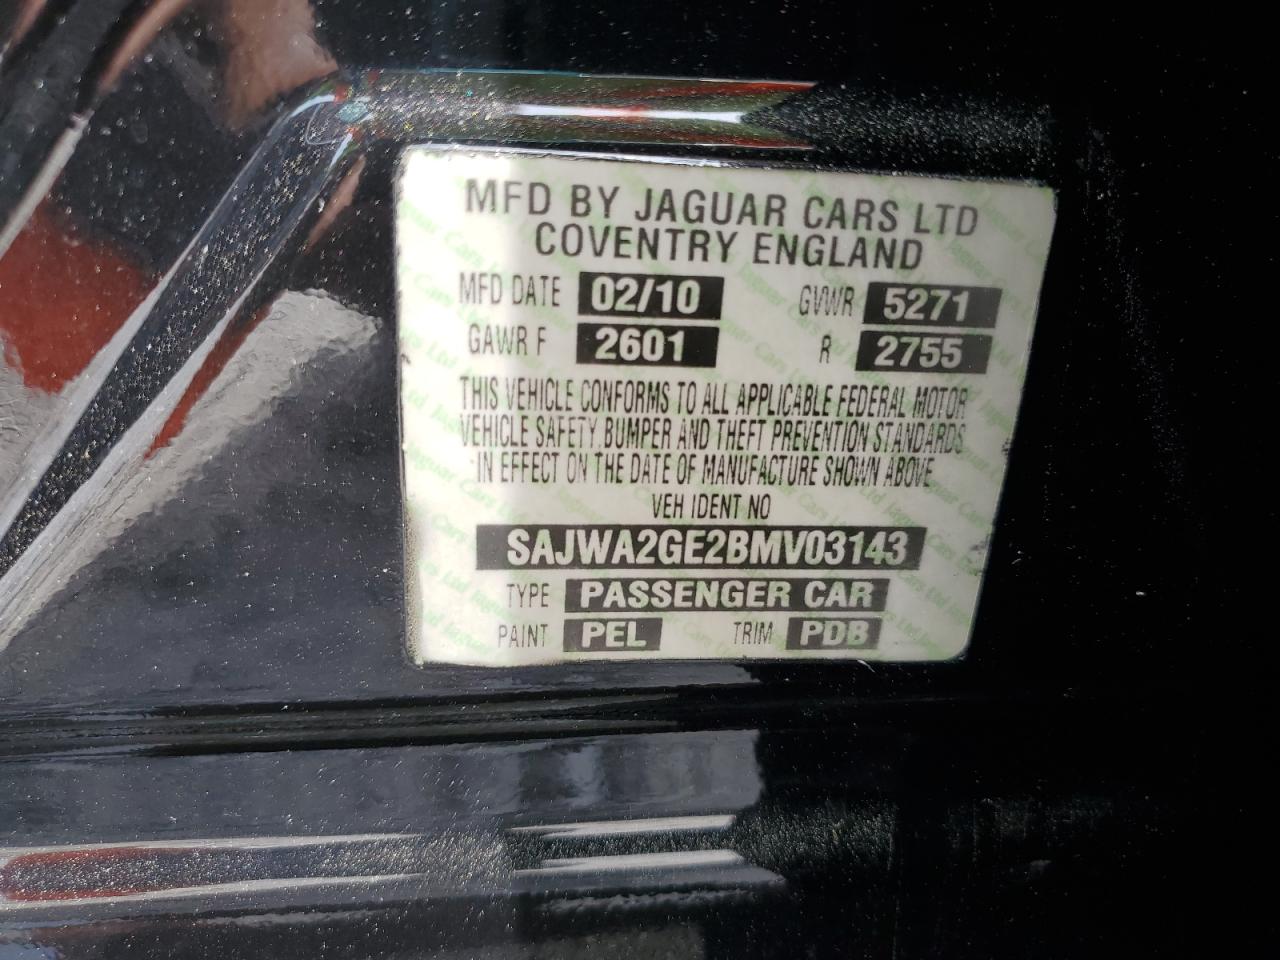 MFD BY JAGUAR CARS LTD
COVENTRY ENGLAND
MFD DATE 02/10 GVWR 5271
GAWR F 2601 R 2755
THIS VEHICLE CONFORMS TO ALL APPLICABLE FEDERAL MOTOR
VEHICLE SAFETY, BUMPER AND THEFT PREVENTION STANDARDS
IN EFFECT ON THE DATE OF MANUFACTURE SHOWN ABOVE
VEH IDENT NO
SAJWA2GE2BMV03143
TYPE PASSENGER CAR
PAINT PEL TRIM PDB